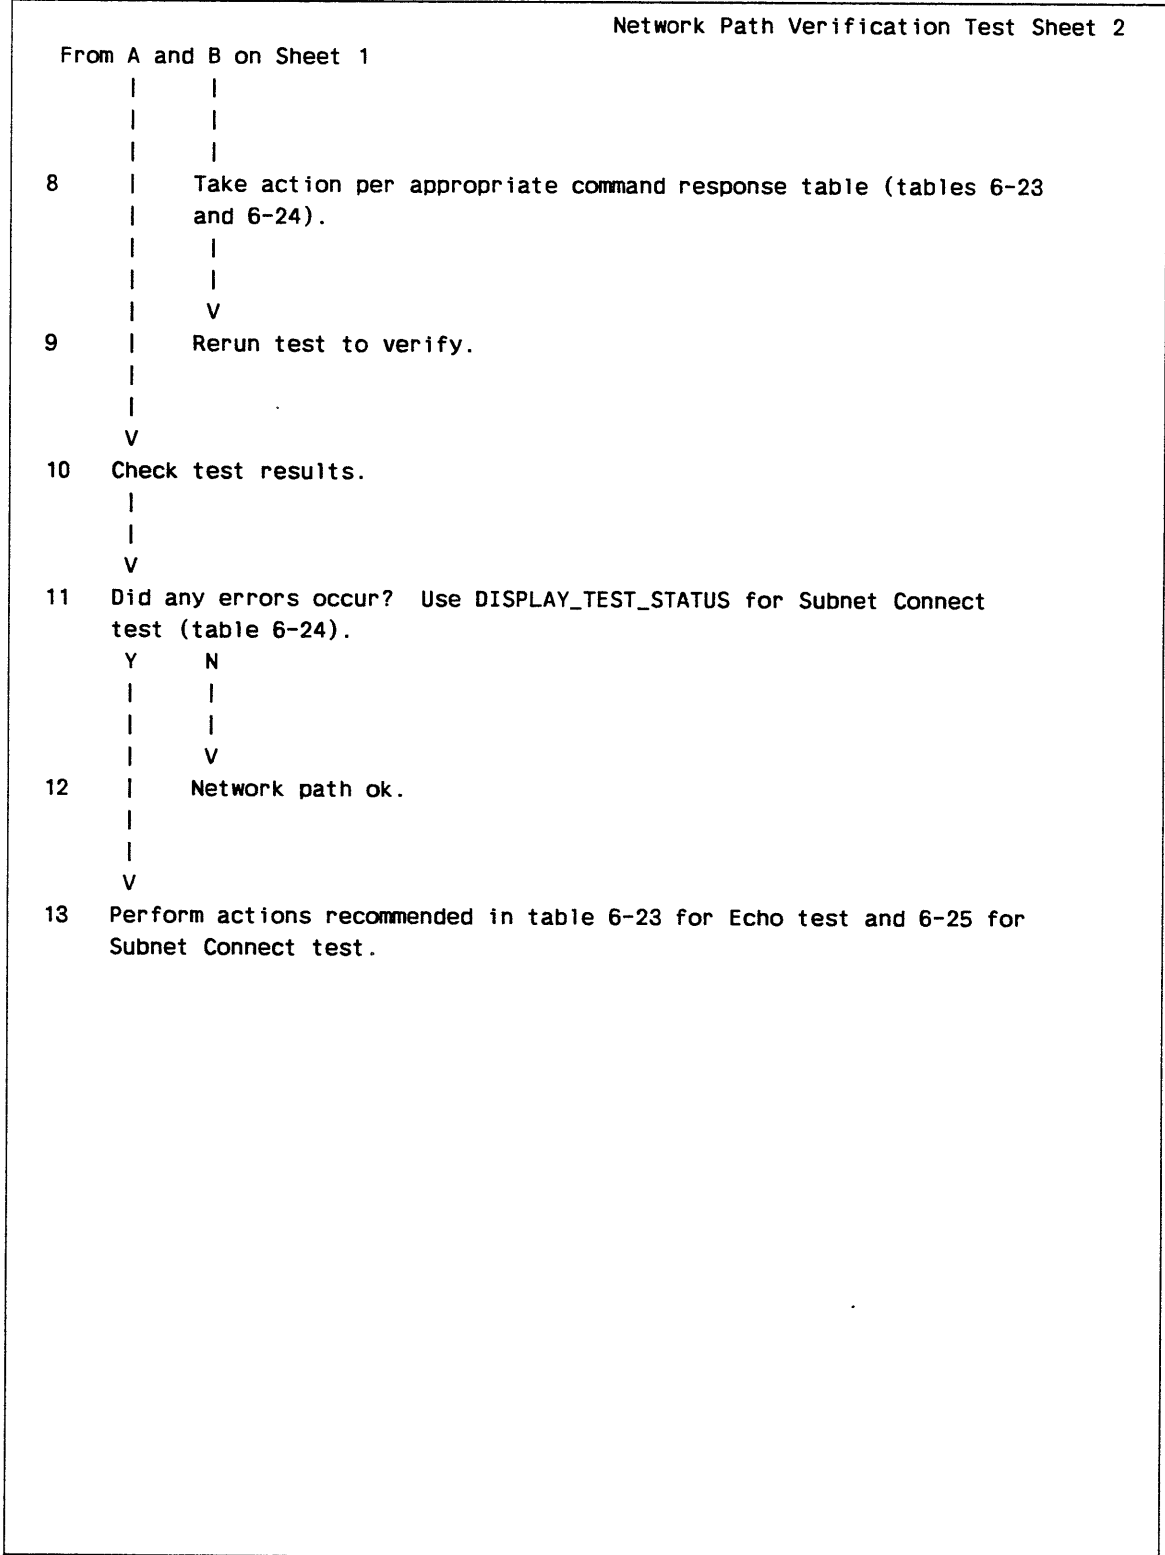 Network Path Verification Test Sheet 2
From A and B on Sheet 1
| |
| |
| |
8 | Take action per appropriate command response table (tables 6-23
| and 6-24).
| |
| |
| V
9 | Rerun test to verify.
|
|
V
10 Check test results.
|
|
V
11 Did any errors occur? Use DISPLAY_TEST_STATUS for Subnet Connect
test (table 6-24).
Y N
| |
| |
| V
12 | Network path ok.
|
|
V
13 Perform actions recommended in table 6-23 for Echo test and 6-25 for
Subnet Connect test.